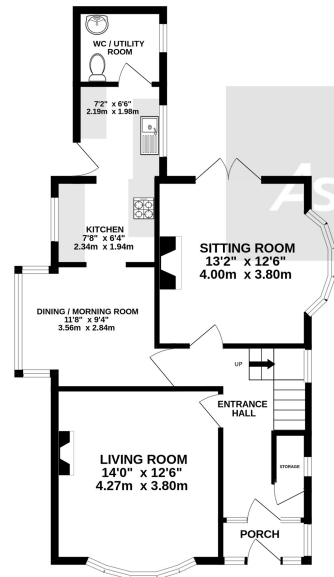 WC / UTILITY
ROOM
7'2" x 6'6"
2.19m x 1.98m
KITCHEN
7'8" x 6'4"
2.34m x 1.94m
SITTING ROOM
13'2" x 12'6"
4.00m x 3.80m
DINING / MORNING ROOM
11'8" x 9'4"
3.56m x 2.84m
UP
ENTRANCE
HALL
LIVING ROOM
14'0" x 12'6"
4.27m x 3.80m
STORAGE
PORCH